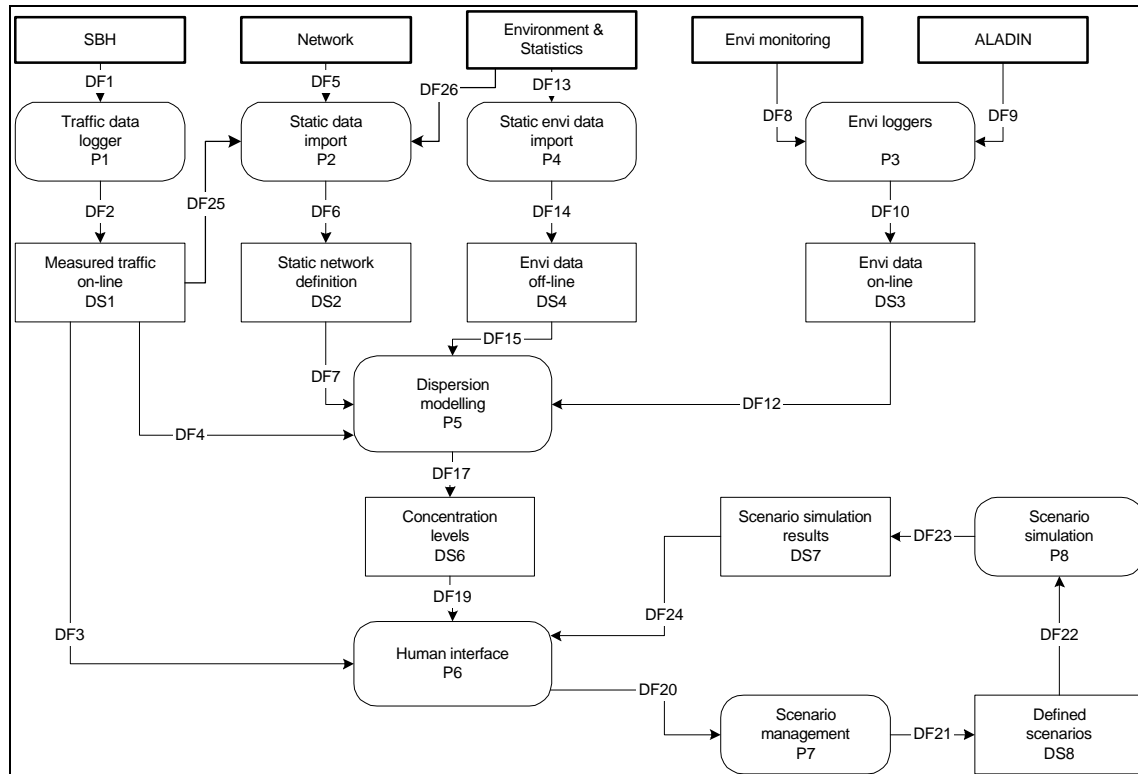 SBH
Network
Environment &
Statistics
Envi monitoring
ALADIN
DF1
DF5
DF26
DF13
DF8
DF9
Traffic data
logger
P1
Static data
import
P2
Static envi data
import
P4
Envi loggers
P3
DF2
DF25
DF6
DF14
DF10
Measured traffic
on-line
DS1
Static network
definition
DS2
Envi data
off-line
DS4
Envi data
on-line
DS3
DF15
DF7
Dispersion
modelling
P5
DF12
DF4
DF17
Concentration
levels
DS6
Scenario simulation
results
DS7
DF23
Scenario
simulation
P8
DF19
DF24
DF3
DF22
Human interface
P6
DF20
Scenario
management
P7
DF21
Defined
scenarios
DS8